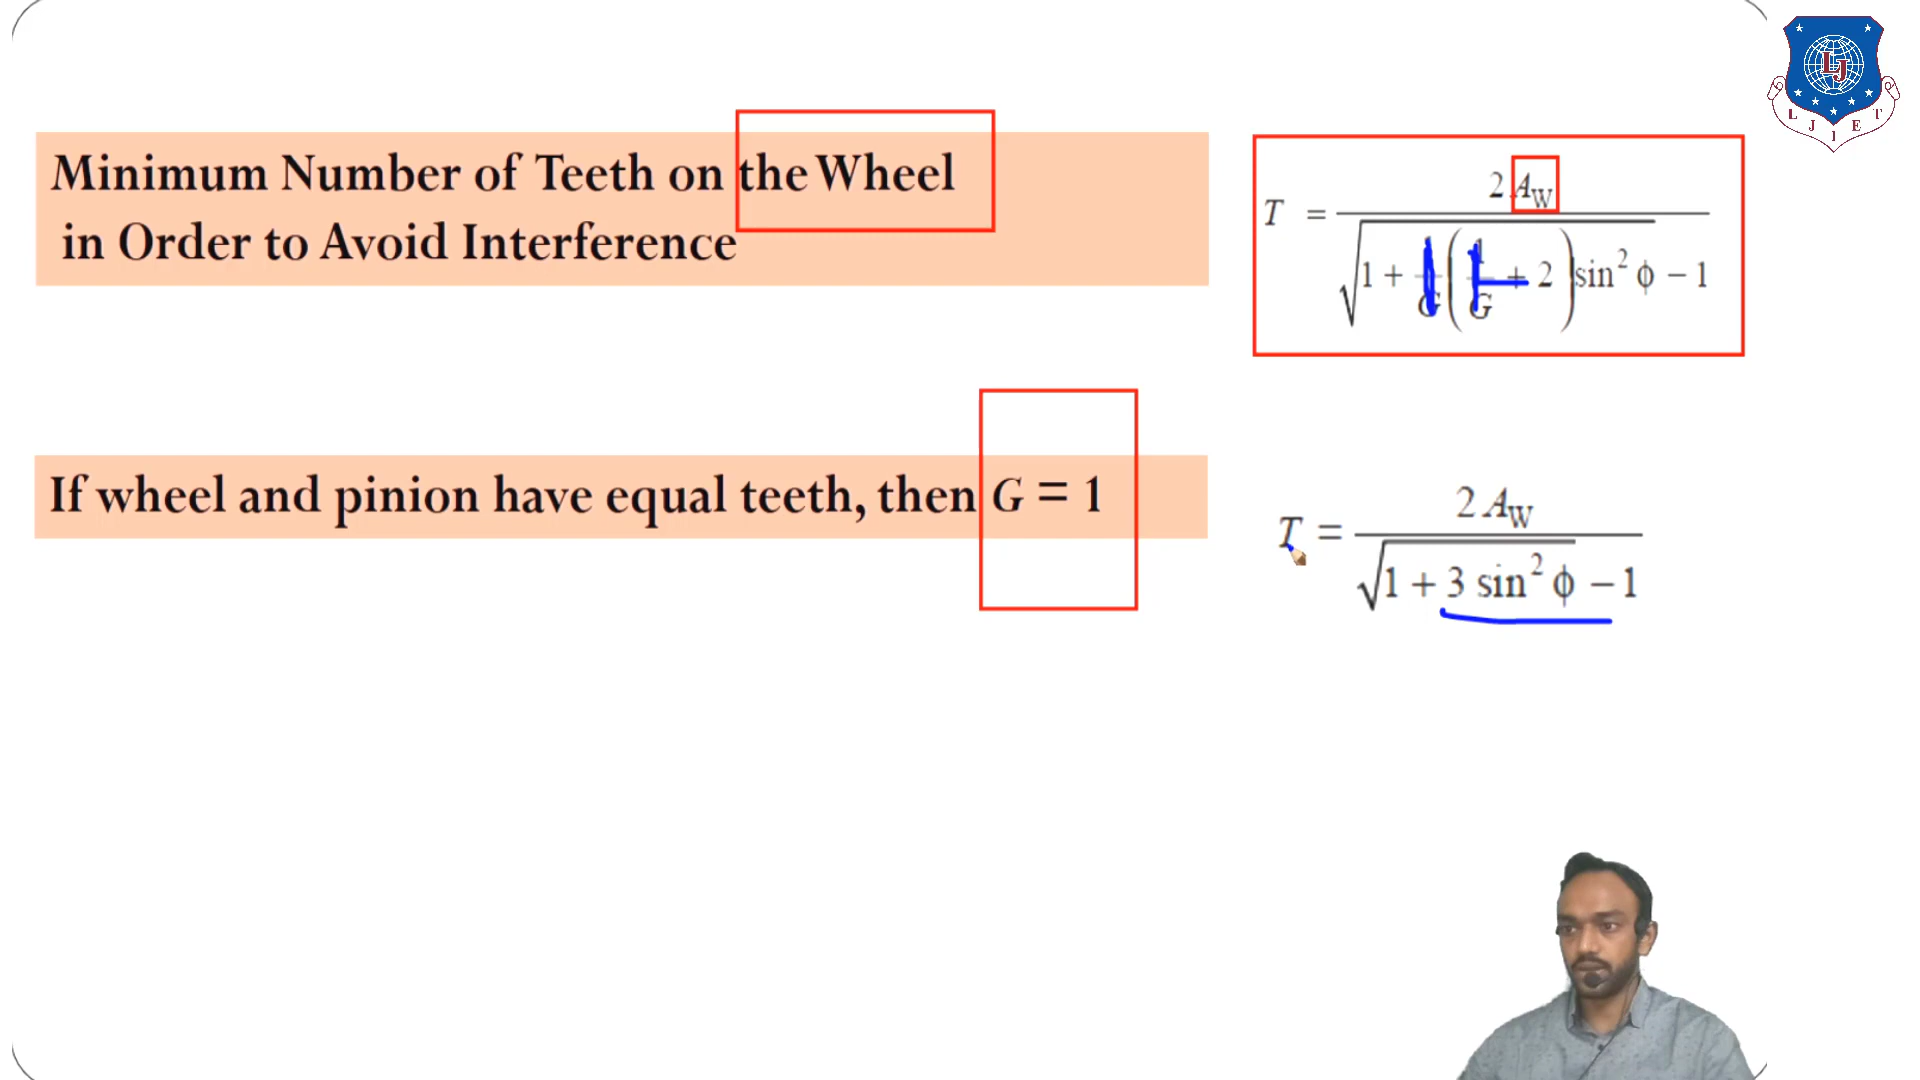 Minimum Number of Teeth on the Wheel
in Order to Avoid Interference
T = 2 A_W / (√(1 + 1/G (1/G + 2) sin² ϕ) − 1)
If wheel and pinion have equal teeth, then G = 1
T = 2 A_W / (√(1 + 3 sin² ϕ) − 1)
LJ
L J I E T